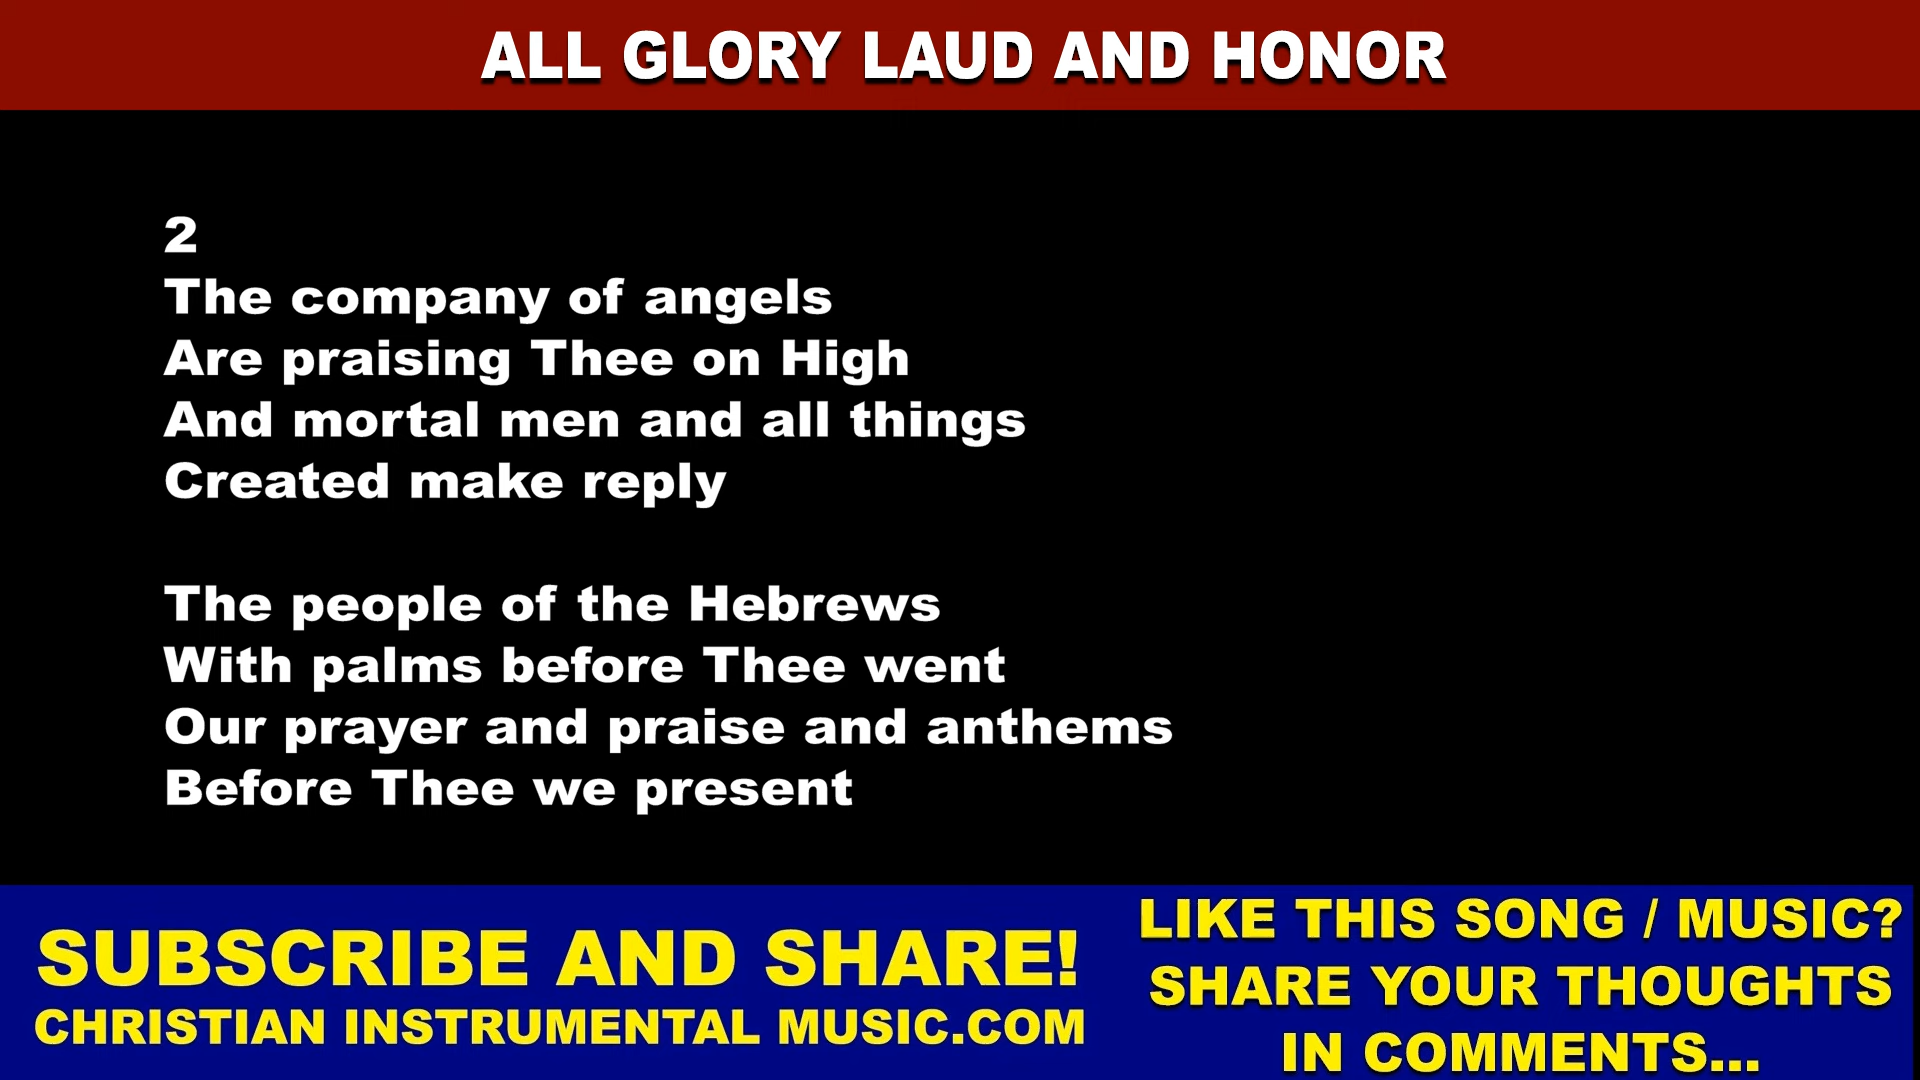 ALL GLORY LAUD AND HONOR
2
The company of angels
Are praising Thee on High
And mortal men and all things
Created make reply
The people of the Hebrews
With palms before Thee went
Our prayer and praise and anthems
Before Thee we present
SUBSCRIBE AND SHARE!
CHRISTIAN INSTRUMENTAL MUSIC.COM
LIKE THIS SONG / MUSIC?
SHARE YOUR THOUGHTS
IN COMMENTS...